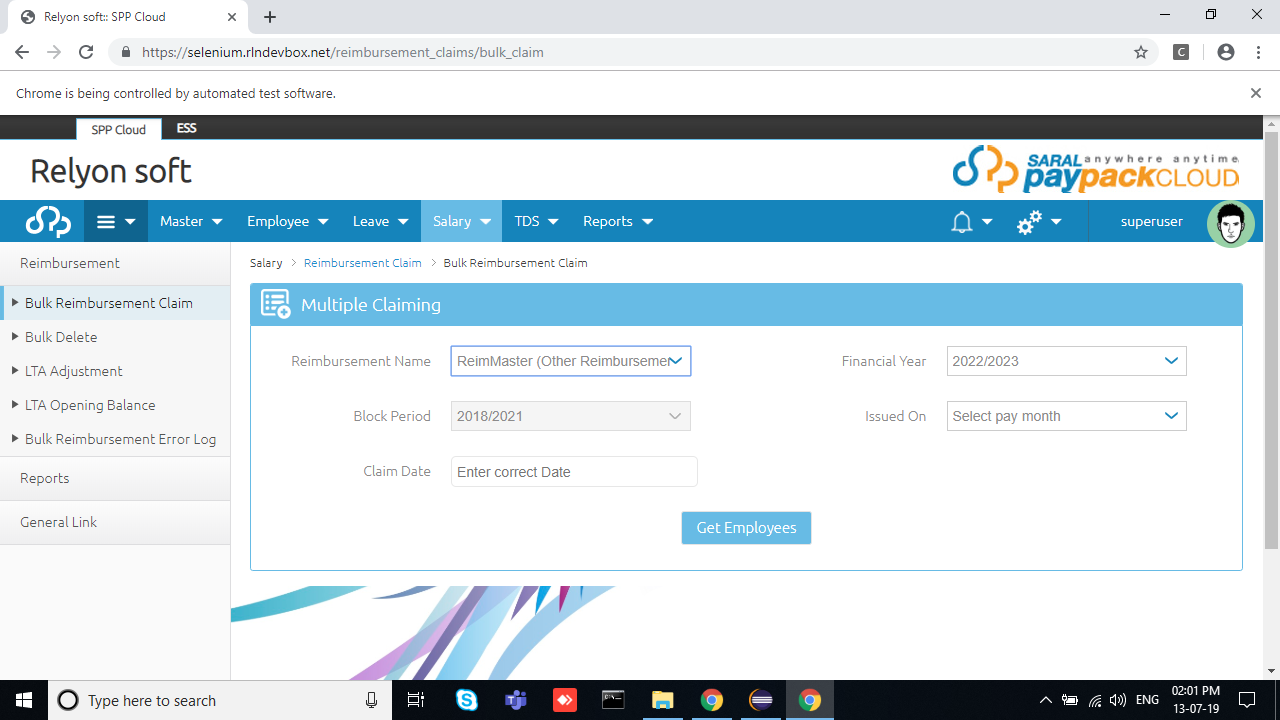 Relyon soft:: SPP Cloud
https://selenium.rlndevbox.net/reimbursement_claims/bulk_claim
C
Chrome is being controlled by automated test software.
SPP Cloud
ESS
Relyon soft
SARAL anywhere anytime
paypackCLOUD
Master
Employee
Leave
Salary
TDS
Reports
superuser
Reimbursement
Bulk Reimbursement Claim
Bulk Delete
LTA Adjustment
LTA Opening Balance
Bulk Reimbursement Error Log
Reports
General Link
Salary > Reimbursement Claim > Bulk Reimbursement Claim
Multiple Claiming
Reimbursement Name ReimMaster (Other Reimbursemer
Financial Year 2022/2023
Block Period 2018/2021
Issued On Select pay month
Claim Date Enter correct Date
Get Employees
Type here to search
ENG
02:01 PM
13-07-19